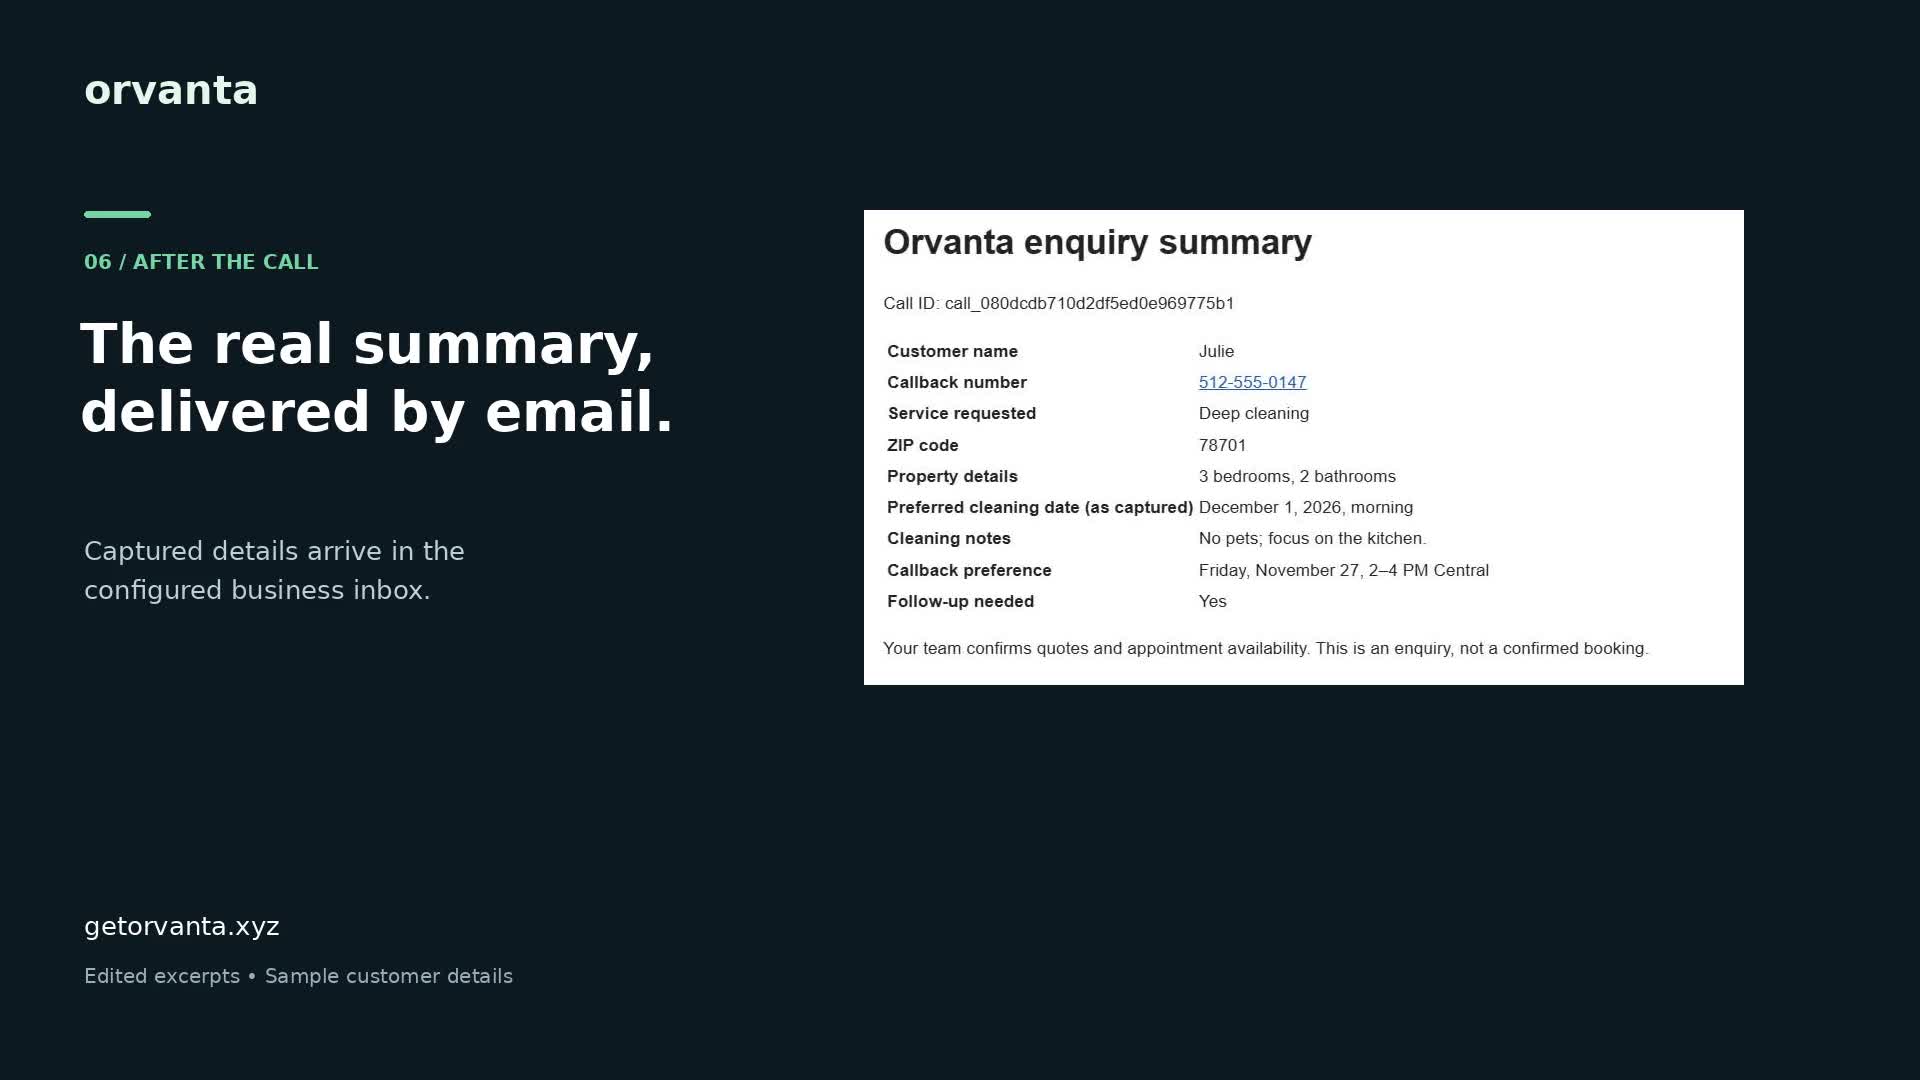 orvanta
06 / AFTER THE CALL
The real summary,
delivered by email.
Captured details arrive in the
configured business inbox.
getorvanta.xyz
Edited excerpts • Sample customer details
Orvanta enquiry summary
Call ID: call_080dcdb710d2df5ed0e969775b1
Customer name Julie
Callback number 512-555-0147
Service requested Deep cleaning
ZIP code 78701
Property details 3 bedrooms, 2 bathrooms
Preferred cleaning date (as captured) December 1, 2026, morning
Cleaning notes No pets; focus on the kitchen.
Callback preference Friday, November 27, 2–4 PM Central
Follow-up needed Yes
Your team confirms quotes and appointment availability. This is an enquiry, not a confirmed booking.